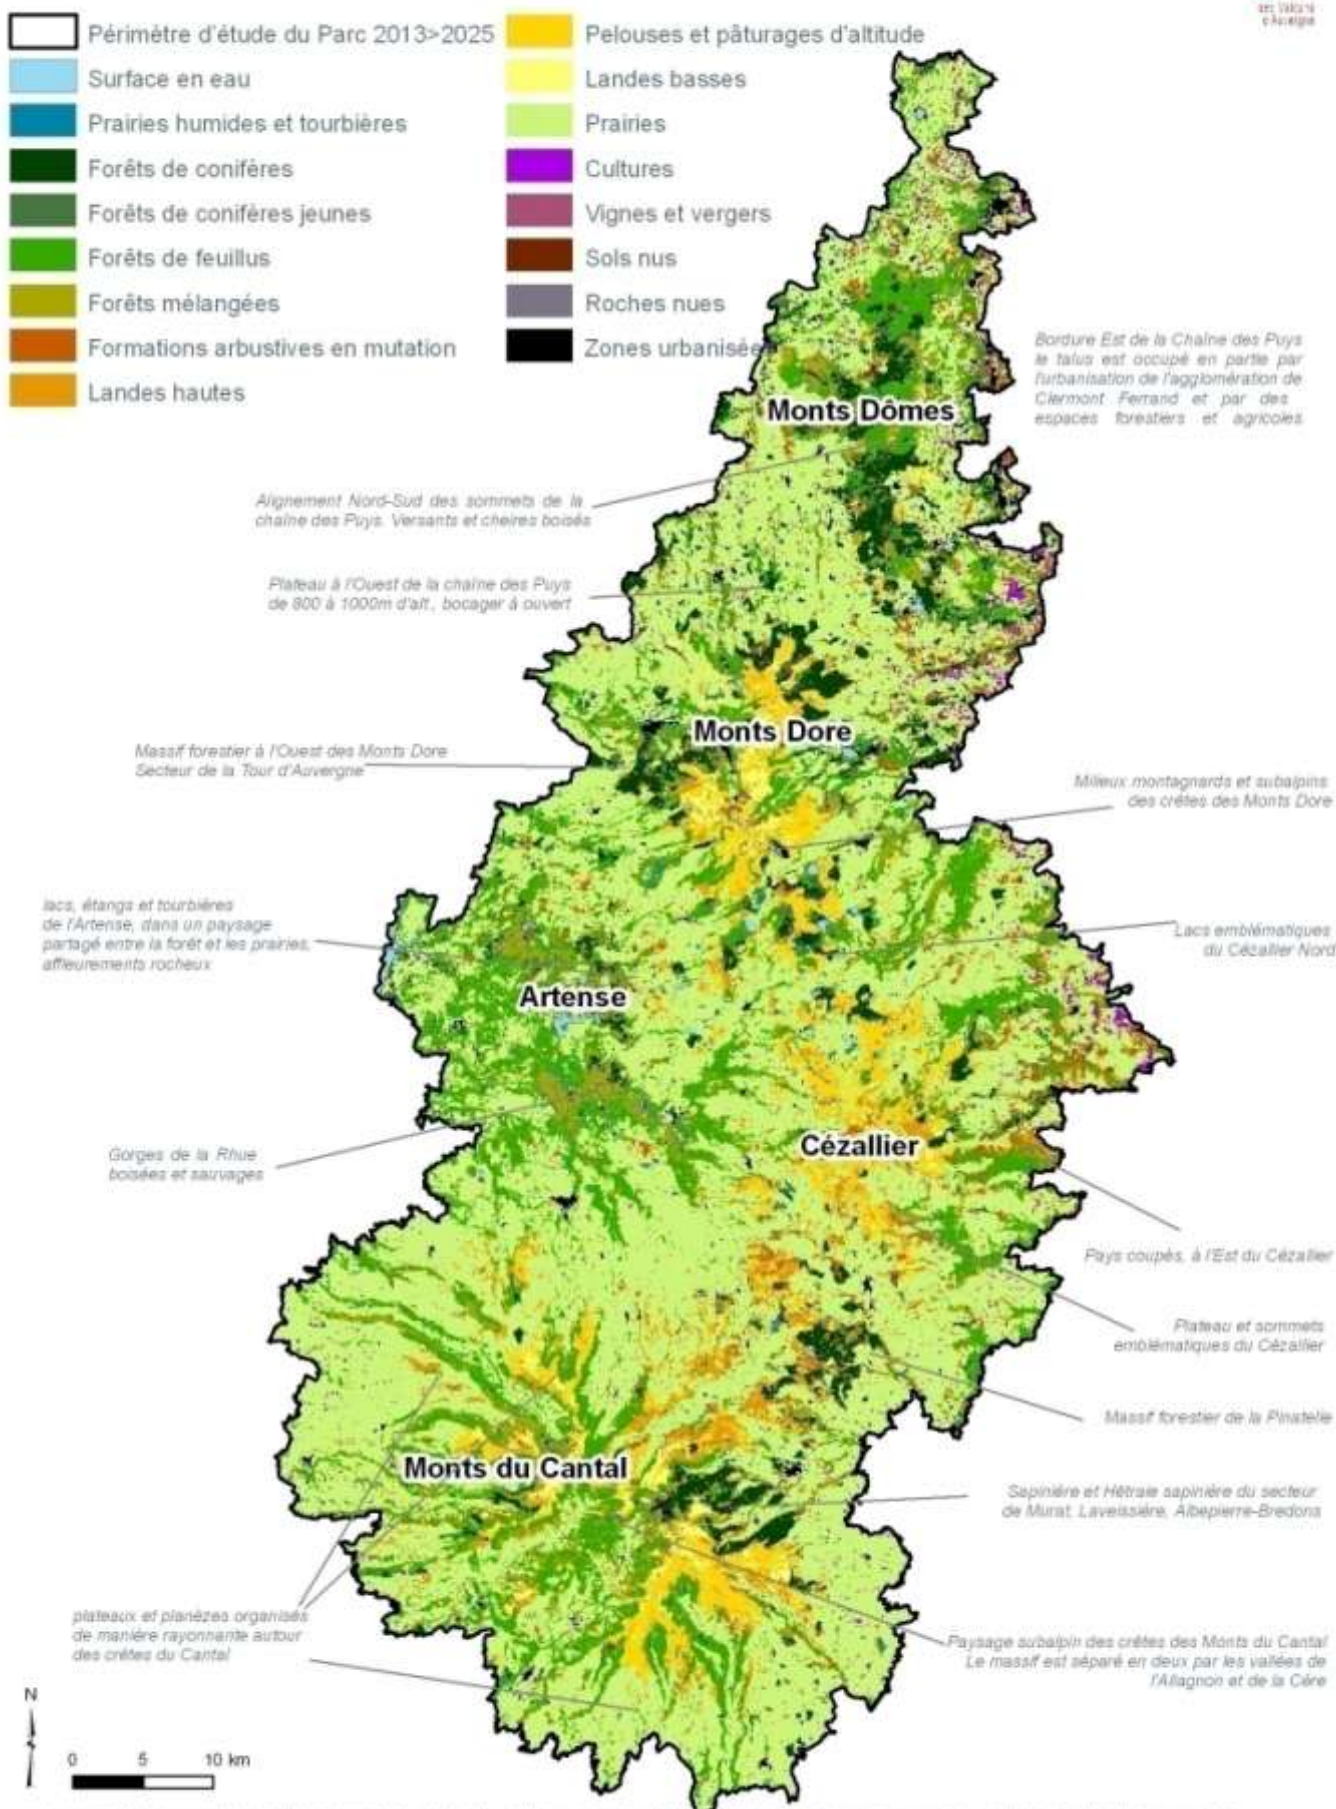 des Volcans
d'Auvergne
Périmètre d'étude du Parc 2013>2025
Surface en eau
Prairies humides et tourbières
Forêts de conifères
Forêts de conifères jeunes
Forêts de feuillus
Forêts mélangées
Formations arbustives en mutation
Landes hautes
Pelouses et pâturages d'altitude
Landes basses
Prairies
Cultures
Vignes et vergers
Sols nus
Roches nues
Zones urbanisée
Bordure Est de la Chaîne des Puys
le talus est occupé en partie par
l'urbanisation de l'agglomération de
Clermont Ferrand et par des
espaces forestiers et agricoles
Monts Dômes
Alignement Nord-Sud des sommets de la
chaîne des Puys. Versants et cheires boisés
Plateau à l'Ouest de la chaîne des Puys
de 800 à 1000m d'alt., bocager à ouvert
Monts Dore
Massif forestier à l'Ouest des Monts Dore
Secteur de la Tour d'Auvergne
Milieux montagnards et subalpins
des crêtes des Monts Dore
lacs, étangs et tourbières
de l'Artense, dans un paysage
partagé entre la forêt et les prairies,
affleurements rocheux
Lacs emblématiques
du Cézallier Nord
Artense
Cézallier
Gorges de la Rhue
boisées et sauvages
Pays coupés, à l'Est du Cézallier
Plateau et sommets
emblématiques du Cézallier
Massif forestier de la Pinatelle
Monts du Cantal
Sapinière et Hêtraie sapinière du secteur
de Murat, Laveissière, Albepierre-Bredons
plateaux et planèzes organisés
de manière rayonnante autour
des crêtes du Cantal
Paysage subalpin des crêtes des Monts du Cantal
Le massif est séparé en deux par les vallées de
l'Allagnon et de la Cère
N
0 5 10 km